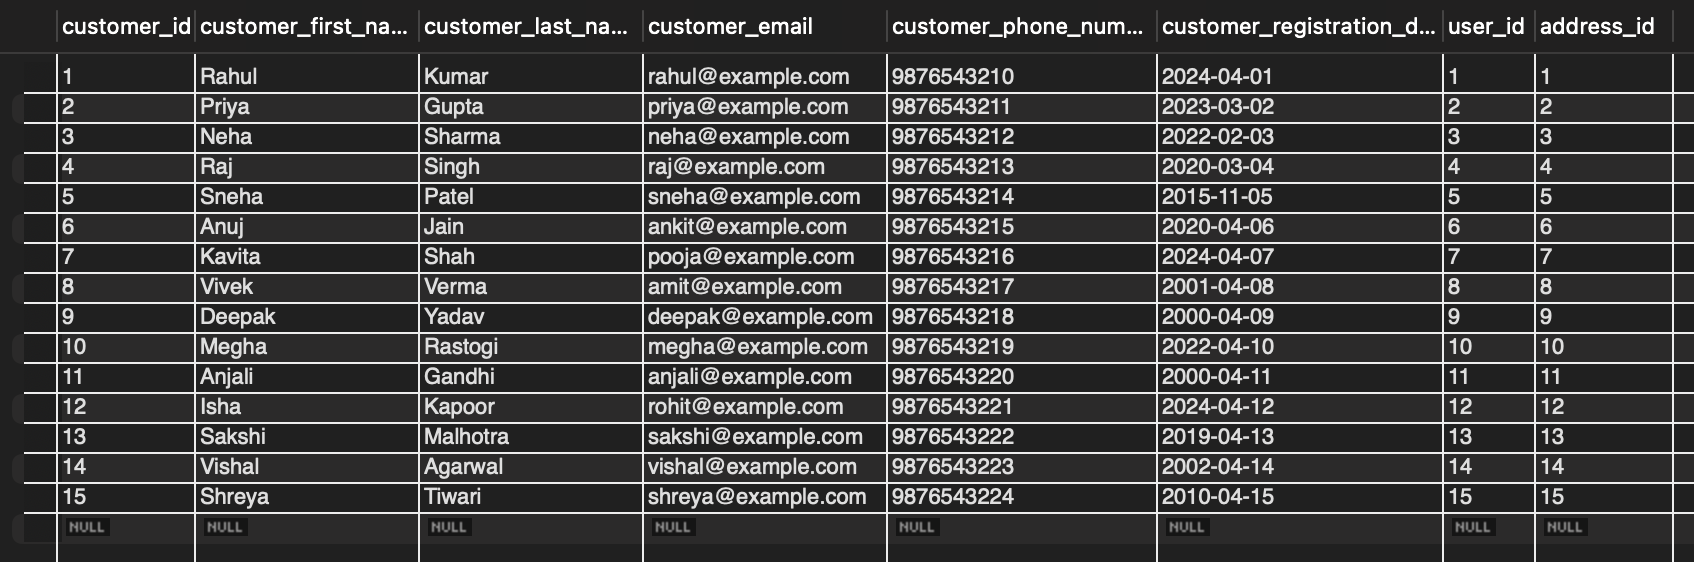 customer_id customer_first_na... customer_last_na... customer_email customer_phone_num... customer_registration_d... user_id address_id
1 Rahul Kumar rahul@example.com 9876543210 2024-04-01 1 1
2 Priya Gupta priya@example.com 9876543211 2023-03-02 2 2
3 Neha Sharma neha@example.com 9876543212 2022-02-03 3 3
4 Raj Singh raj@example.com 9876543213 2020-03-04 4 4
5 Sneha Patel sneha@example.com 9876543214 2015-11-05 5 5
6 Anuj Jain ankit@example.com 9876543215 2020-04-06 6 6
7 Kavita Shah pooja@example.com 9876543216 2024-04-07 7 7
8 Vivek Verma amit@example.com 9876543217 2001-04-08 8 8
9 Deepak Yadav deepak@example.com 9876543218 2000-04-09 9 9
10 Megha Rastogi megha@example.com 9876543219 2022-04-10 10 10
11 Anjali Gandhi anjali@example.com 9876543220 2000-04-11 11 11
12 Isha Kapoor rohit@example.com 9876543221 2024-04-12 12 12
13 Sakshi Malhotra sakshi@example.com 9876543222 2019-04-13 13 13
14 Vishal Agarwal vishal@example.com 9876543223 2002-04-14 14 14
15 Shreya Tiwari shreya@example.com 9876543224 2010-04-15 15 15
NULL NULL NULL NULL NULL NULL NULL NULL